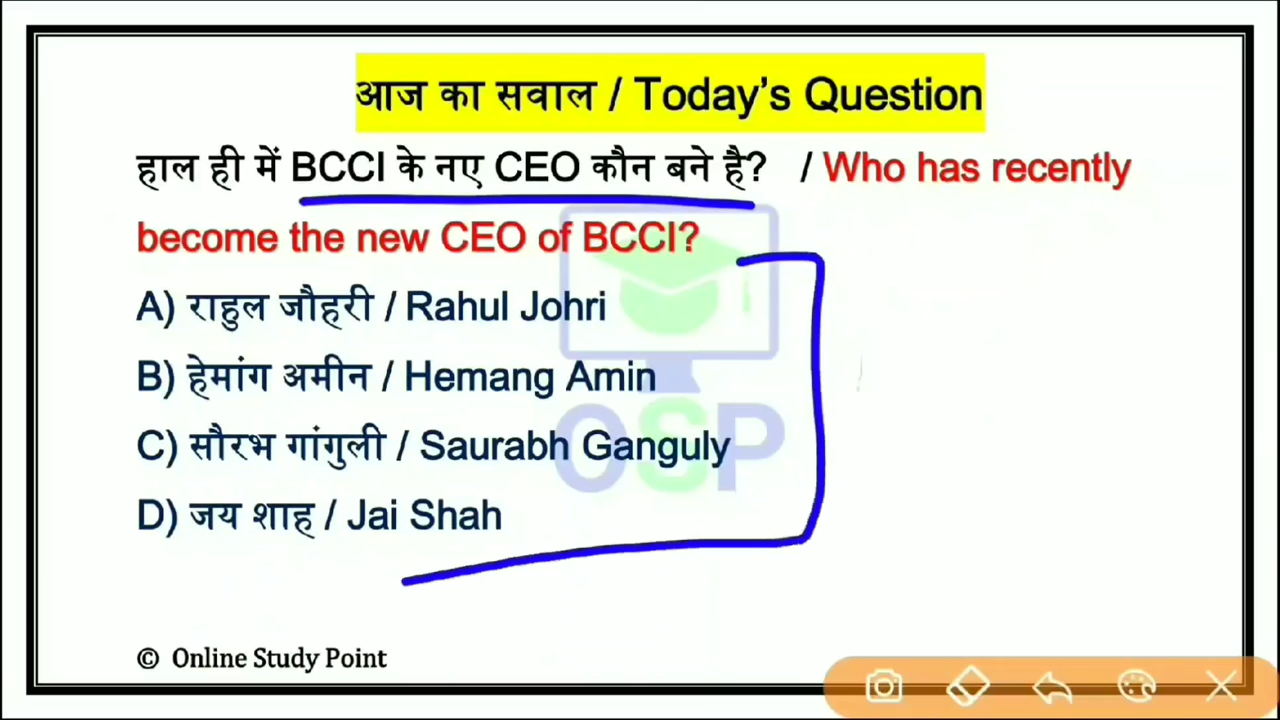 आज का सवाल / Today’s Question
हाल ही में BCCI के नए CEO कौन बने है? / Who has recently
become the new CEO of BCCI?
A) राहुल जौहरी / Rahul Johri
B) हेमांग अमीन / Hemang Amin
C) सौरभ गांगुली / Saurabh Ganguly
D) जय शाह / Jai Shah
OSP
© Online Study Point